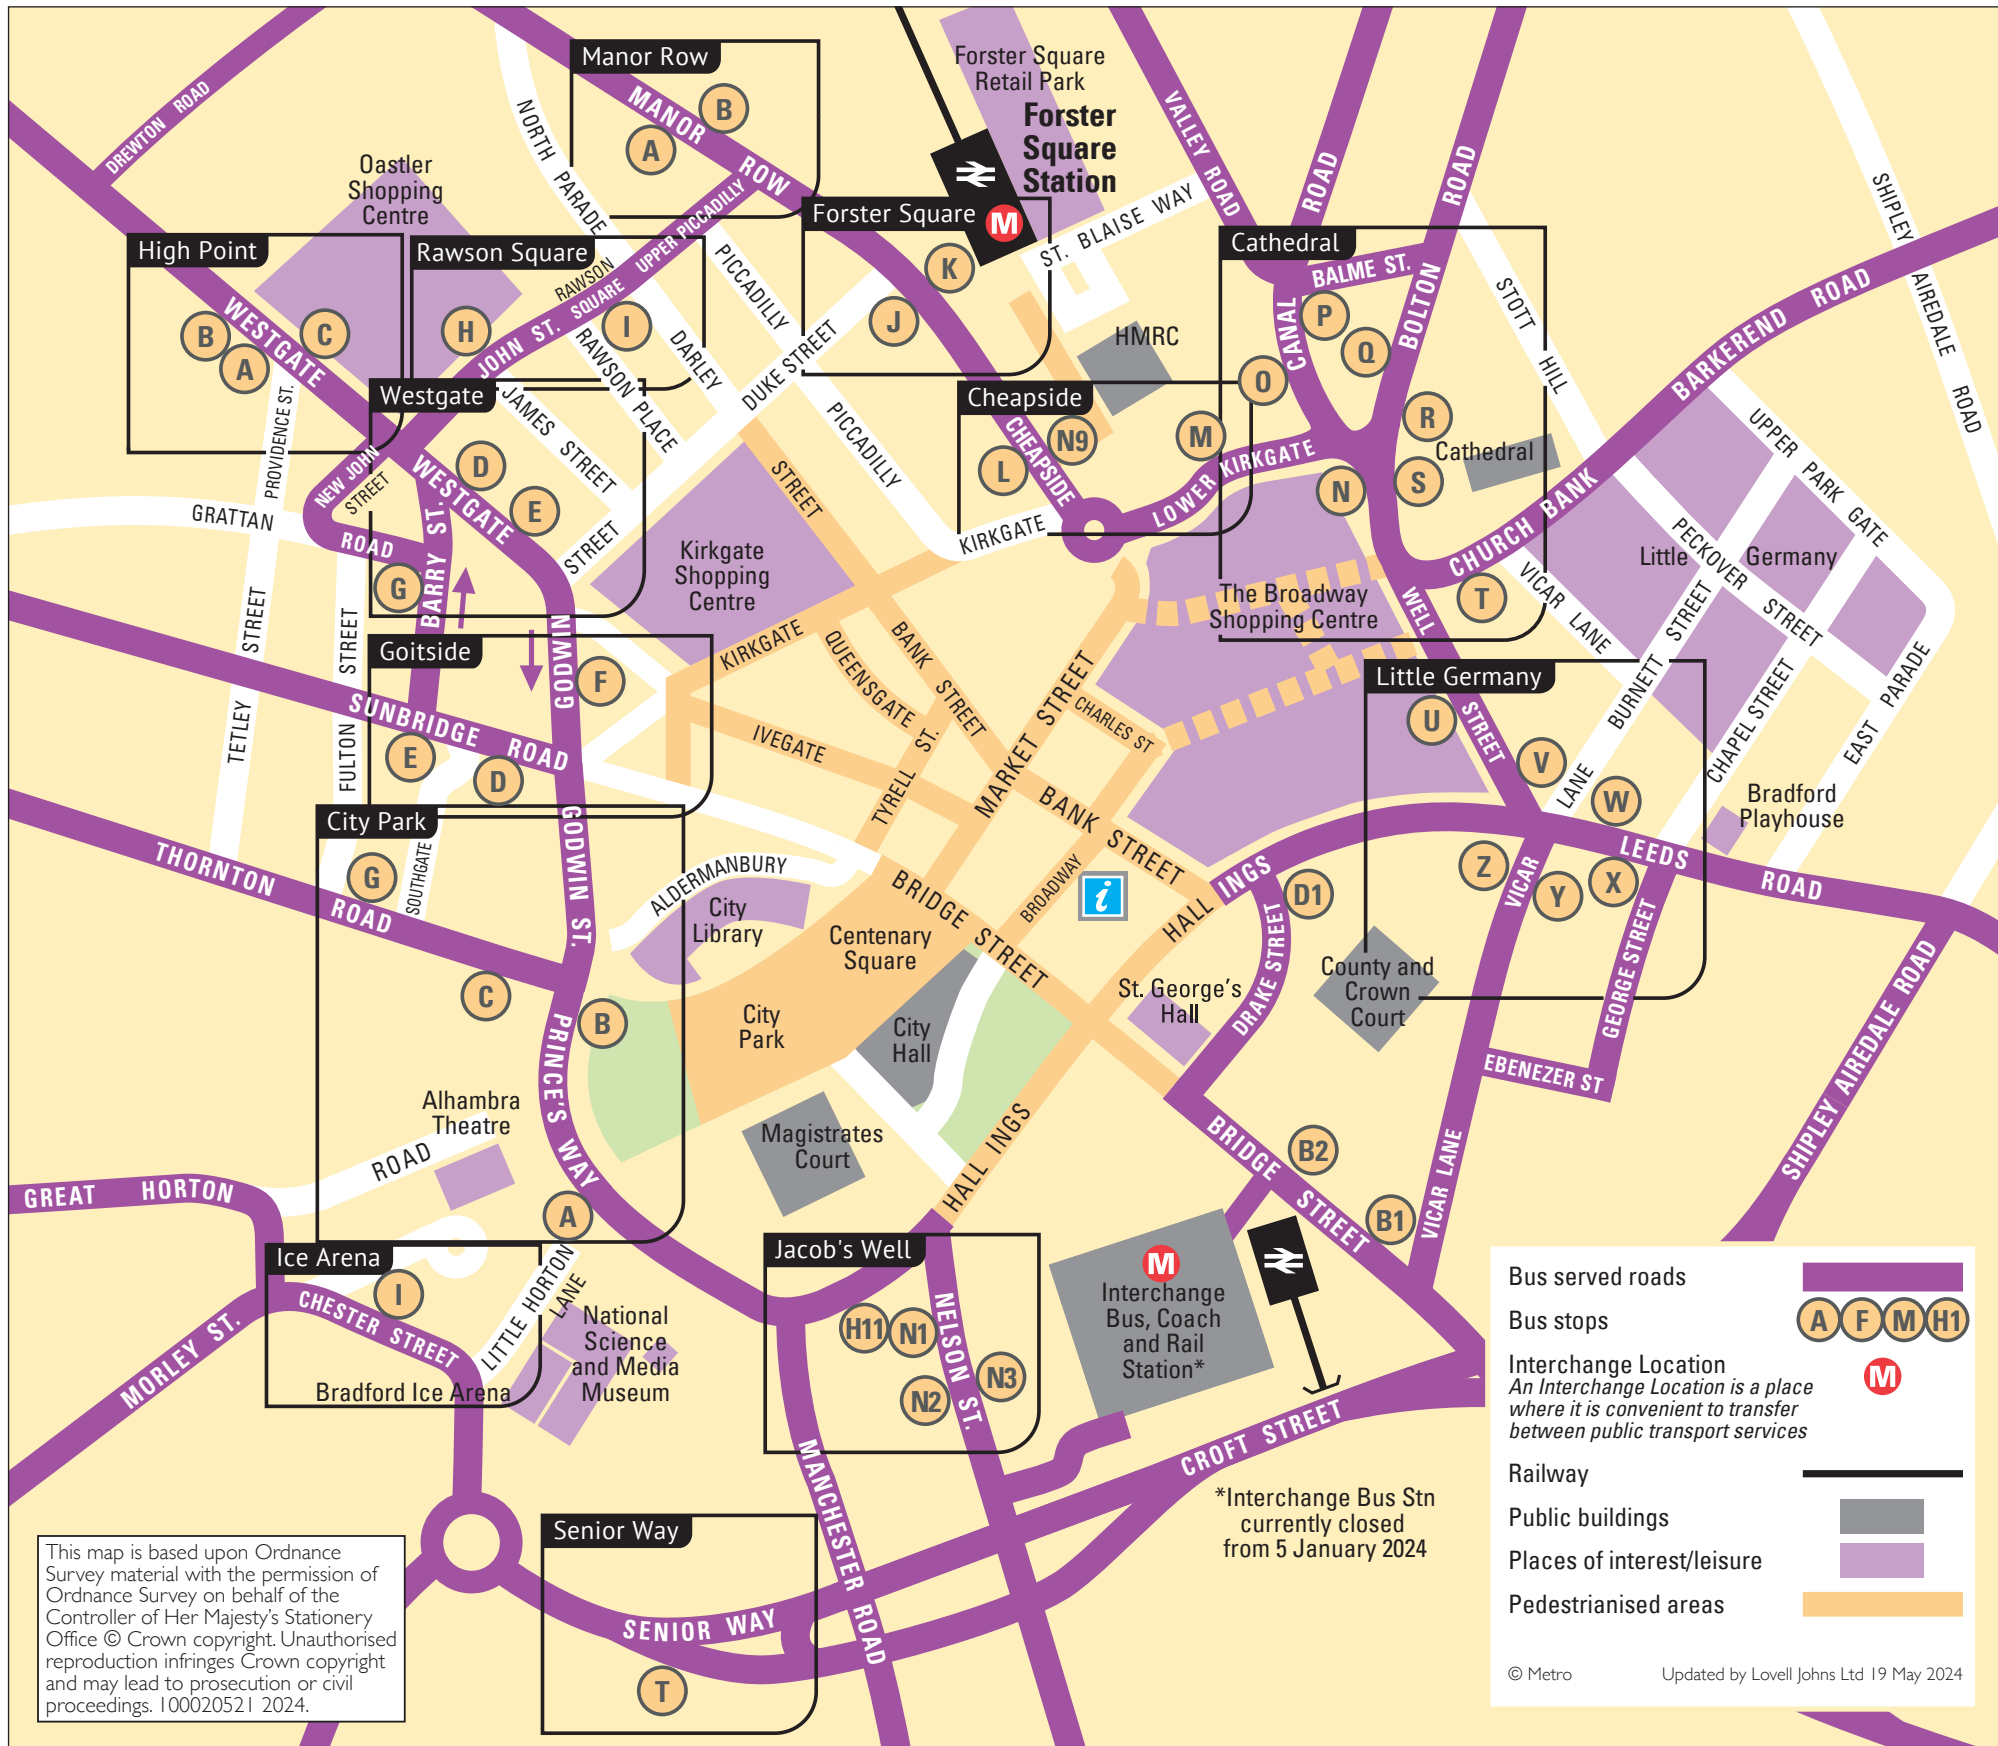 Manor Row
B
A
MANOR
ROW
DREWTON ROAD
NORTH
PARADE
Oastler
Shopping
Centre
Forster Square
Retail Park
Forster
Square
Station
M
VALLEY ROAD
ROAD
ROAD
SHIPLEY
AIREDALE
ROAD
Forster Square
K
J
ST. BLAISE WAY
High Point
B
A
C
WESTGATE
PROVIDENCE ST.
Rawson Square
H
I
RAWSON
JOHN ST.
SQUARE
UPPER PICCADILLY
RAWSON PLACE
PICCADILLY
DARLEY
DUKE STREET
PICCADILLY
HMRC
Cathedral
BALME ST.
CANAL
BOLTON
P
Q
O
R
S
N
T
Cathedral
STOTT
HILL
BARKEREND
ROAD
CHURCH BANK
Westgate
JAMES
STREET
D
E
G
WESTGATE
NEW JOHN
STREET
GRATTAN
ROAD
BARRY ST.
STREET
STREET
Cheapside
CHEAPSIDE
L
N9
M
LOWER
KIRKGATE
KIRKGATE
Kirkgate
Shopping
Centre
KIRKGATE
The Broadway
Shopping Centre
UPPER
PARK
GATE
Little
Germany
PECKOVER
STREET
VICAR
LANE
BURNETT
STREET
CHAPEL STREET
EAST
PARADE
TETLEY
STREET
FULTON
STREET
Goitside
F
E
D
GODWIN
SUNBRIDGE
ROAD
QUEENSGATE
BANK
STREET
IVEGATE
TYRELL
ST.
MARKET
STREET
CHARLES ST
BANK
STREET
BROADWAY
WELL
STREET
Little Germany
U
V
W
X
Y
Z
LANE
VICAR
LEEDS
ROAD
GEORGE STREET
EBENEZER ST
VICAR LANE
Bradford
Playhouse
City Park
G
C
B
A
THORNTON
ROAD
SOUTHGATE
GODWIN
ST.
ALDERMANBURY
City
Library
Centenary
Square
City
Park
City
Hall
BRIDGE
STREET
i
HALL
INGS
D1
DRAKE STREET
St. George's
Hall
County and
Crown
Court
SHIPLEY AIREDALE ROAD
PRINCE'S
WAY
Alhambra
Theatre
Magistrates
Court
HALL INGS
BRIDGE
STREET
B2
B1
GREAT
HORTON
ROAD
Ice Arena
I
CHESTER STREET
MORLEY ST.
LITTLE HORTON
LANE
National
Science
and Media
Museum
Bradford Ice Arena
Jacob's Well
H11
N1
N2
N3
NELSON
ST.
M
Interchange
Bus, Coach
and Rail
Station*
CROFT STREET
*Interchange Bus Stn
currently closed
from 5 January 2024
MANCHESTER
ROAD
Senior Way
SENIOR WAY
T
This map is based upon Ordnance
Survey material with the permission of
Ordnance Survey on behalf of the
Controller of Her Majesty's Stationery
Office © Crown copyright. Unauthorised
reproduction infringes Crown copyright
and may lead to prosecution or civil
proceedings. 100020521 2024.
Bus served roads
Bus stops
A F M H1
Interchange Location
M
An Interchange Location is a place
where it is convenient to transfer
between public transport services
Railway
Public buildings
Places of interest/leisure
Pedestrianised areas
© Metro
Updated by Lovell Johns Ltd 19 May 2024